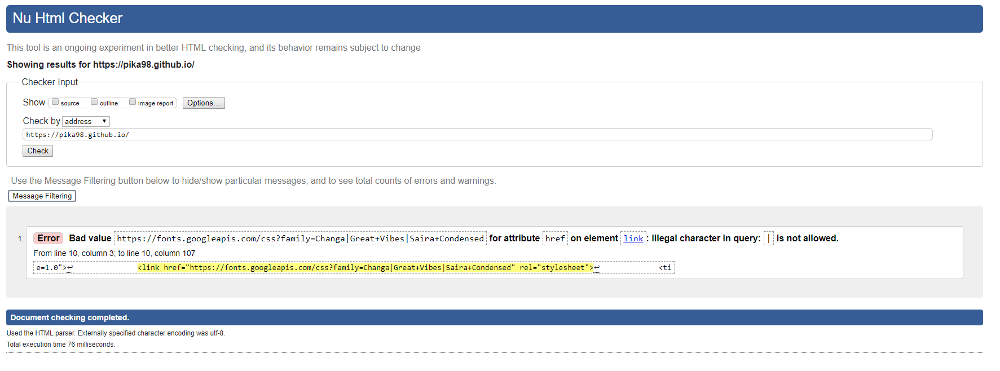 Nu Html Checker
This tool is an ongoing experiment in better HTML checking, and its behavior remains subject to change
Showing results for https://pika98.github.io/
Checker Input
Show source outline image report Options...
Check by address ▼
https://pika98.github.io/
Check
Use the Message Filtering button below to hide/show particular messages, and to see total counts of errors and warnings.
Message Filtering
1. Error Bad value https://fonts.googleapis.com/css?family=Changa|Great+Vibes|Saira+Condensed for attribute href on element link: Illegal character in query: | is not allowed.
From line 10, column 3; to line 10, column 107
e=1.0">↩ <link href="https://fonts.googleapis.com/css?family=Changa|Great+Vibes|Saira+Condensed" rel="stylesheet">↩ <ti
Document checking completed.
Used the HTML parser. Externally specified character encoding was utf-8.
Total execution time 76 milliseconds.